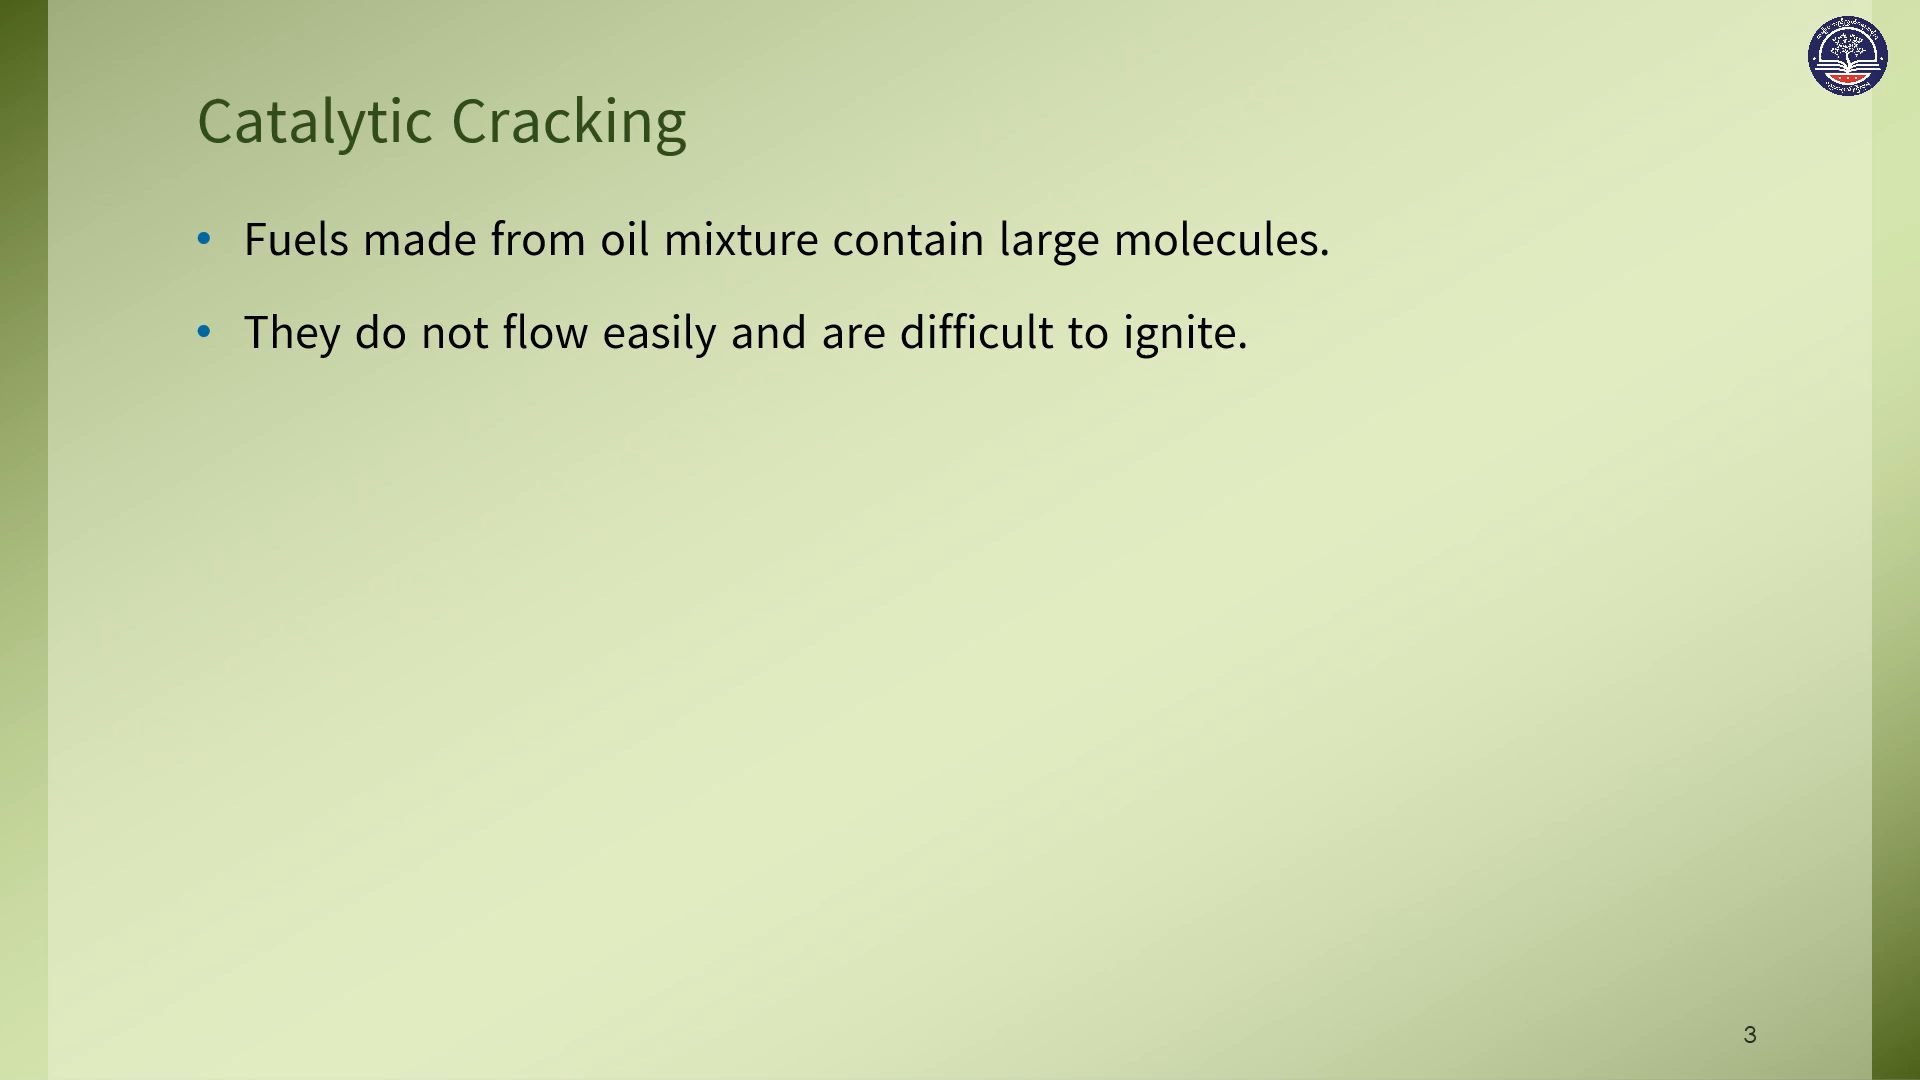 Catalytic Cracking
• Fuels made from oil mixture contain large molecules.
• They do not flow easily and are difficult to ignite.
3